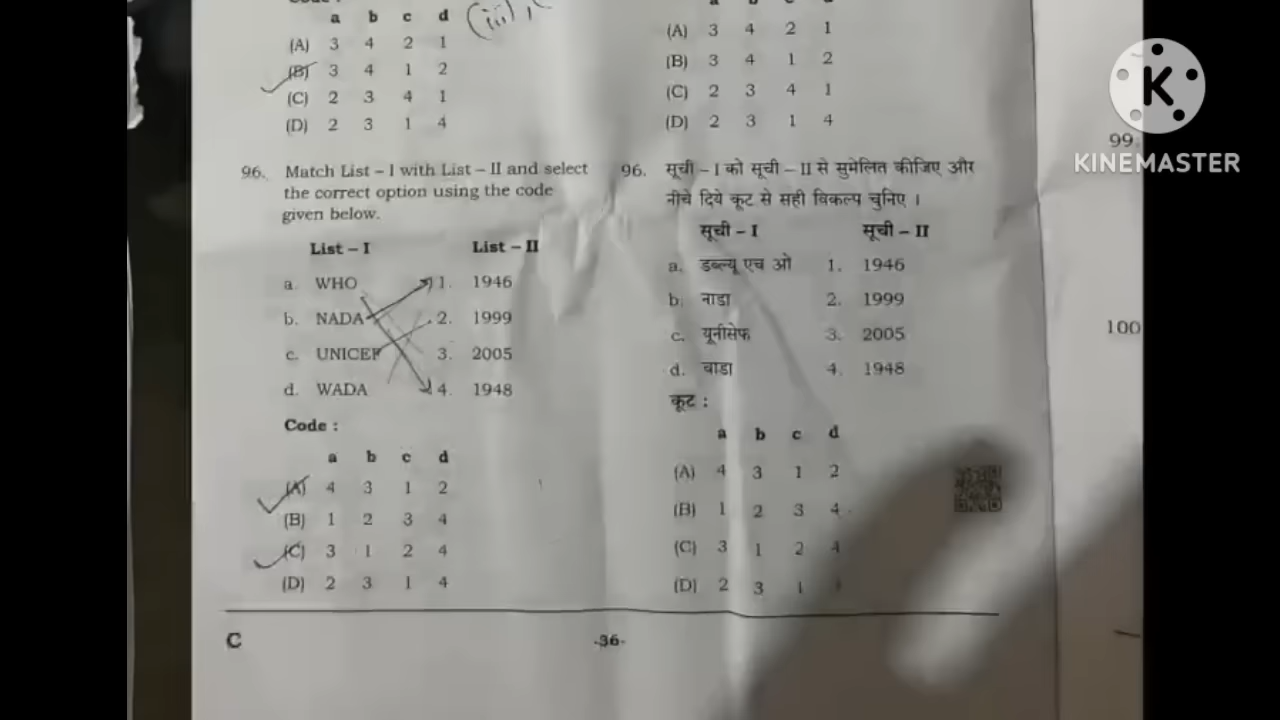 Code :
a b c d
(A) 3 4 2 1
(B) 3 4 1 2
(C) 2 3 4 1
(D) 2 3 1 4
96. Match List – I with List – II and select
the correct option using the code
given below.
List – I List – II
a. WHO 1. 1946
b. NADA 2. 1999
c. UNICEF 3. 2005
d. WADA 4. 1948
Code :
a b c d
(A) 4 3 1 2
(B) 1 2 3 4
(C) 3 1 2 4
(D) 2 3 1 4
C
-36-
(iii),
a b c d
(A) 3 4 2 1
(B) 3 4 1 2
(C) 2 3 4 1
(D) 2 3 1 4
96. सूची – I को सूची – II से सुमेलित कीजिए और
नीचे दिये कूट से सही विकल्प चुनिए ।
सूची – I सूची – II
a. डब्ल्यू एच ओ 1. 1946
b. नाडा 2. 1999
c. यूनीसेफ 3. 2005
d. वाडा 4. 1948
कूट :
a b c d
(A) 4 3 1 2
(B) 1 2 3 4
(C) 3 1 2 4
(D) 2 3 1
99.
100
K
KINEMASTER